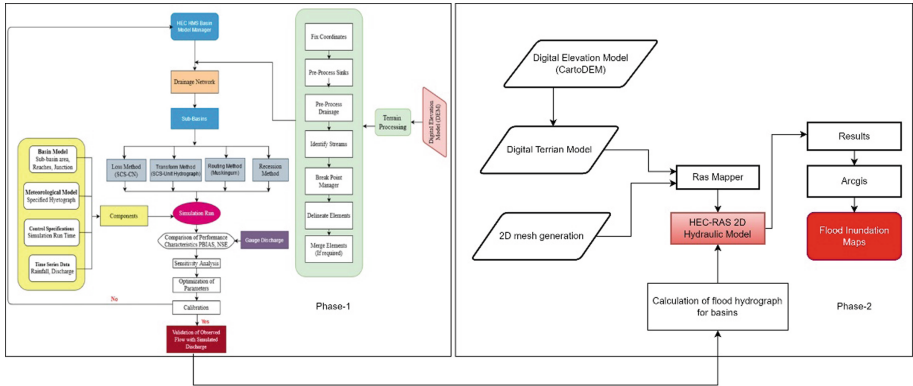 HEC RMS Basin
Model Manager
Drainage Network
Sub-Basins
Loss Method
(SCS-CN)
Transform Method
(SCS-Unit Hydrograph)
Routing Method
(Muskingum)
Recession
Method
Basin Model
Sub-basin area,
Reaches, Junction
Meteorological Model
Specified Hyetograph
Control Specifications
Simulation Run Time
Time Series Data
Rainfall, Discharge
Components
Simulation Run
Comparison of Performance
Characteristics PBIAS, NSE
Gauge Discharge
Sensitivity Analysis
Optimization of
Parameters
Calibration
No
Yes
Validation of Observed
Flow with Simulated
Discharge
Fix Coordinates
Pre-Process Sinks
Pre-Process
Drainage
Identify Streams
Break Point
Manager
Delineate Elements
Merge Elements
(If required)
Terrain
Processing
Digital Elevation
Model (DEM)
Phase-1
Digital Elevation Model
(CartoDEM)
Digital Terrian Model
2D mesh generation
Ras Mapper
HEC-RAS 2D
Hydraulic Model
Calculation of flood hydrograph
for basins
Results
Arcgis
Flood Inundation
Maps
Phase-2